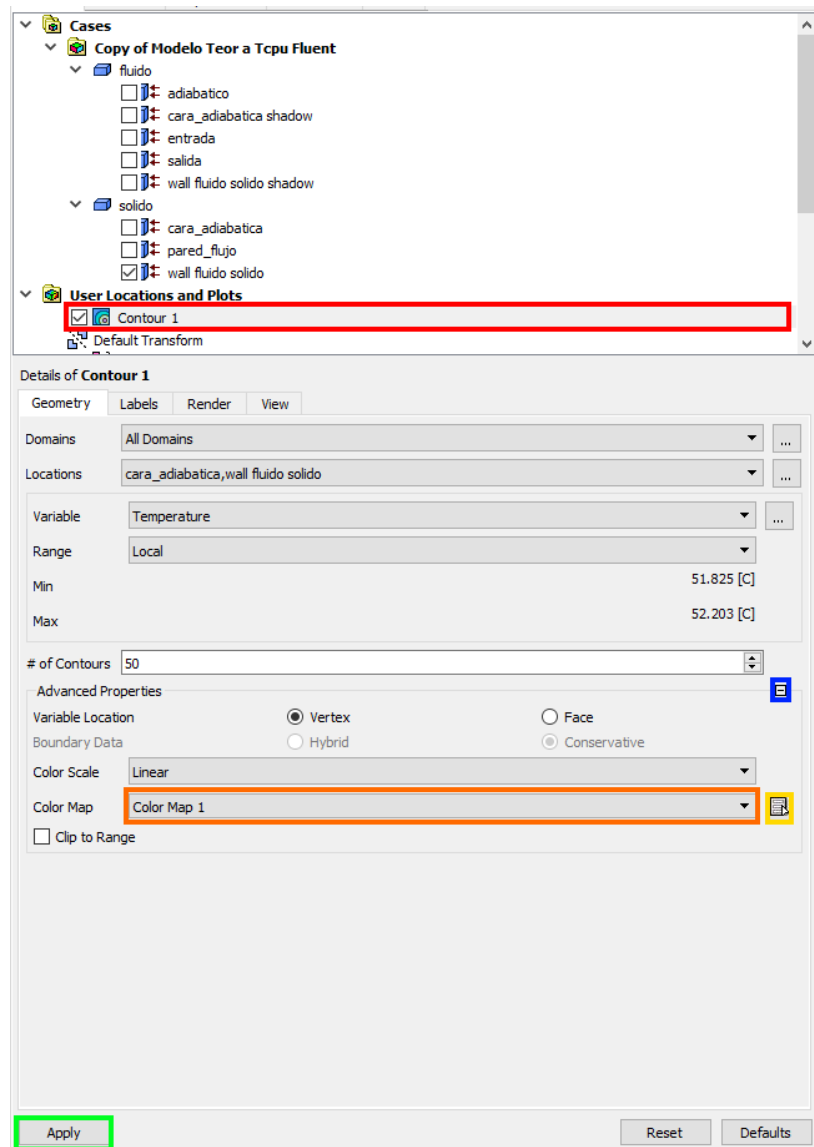 Cases
Copy of Modelo Teor a Tcpu Fluent
fluido
adiabatico
cara_adiabatica shadow
entrada
salida
wall fluido solido shadow
solido
cara_adiabatica
pared_flujo
wall fluido solido
User Locations and Plots
Contour 1
Default Transform
Details of Contour 1
Geometry Labels Render View
Domains All Domains ...
Locations cara_adiabatica,wall fluido solido ...
Variable Temperature ...
Range Local
Min 51.825 [C]
Max 52.203 [C]
# of Contours 50
Advanced Properties
Variable Location Vertex Face
Boundary Data Hybrid Conservative
Color Scale Linear
Color Map Color Map 1
Clip to Range
Apply Reset Defaults